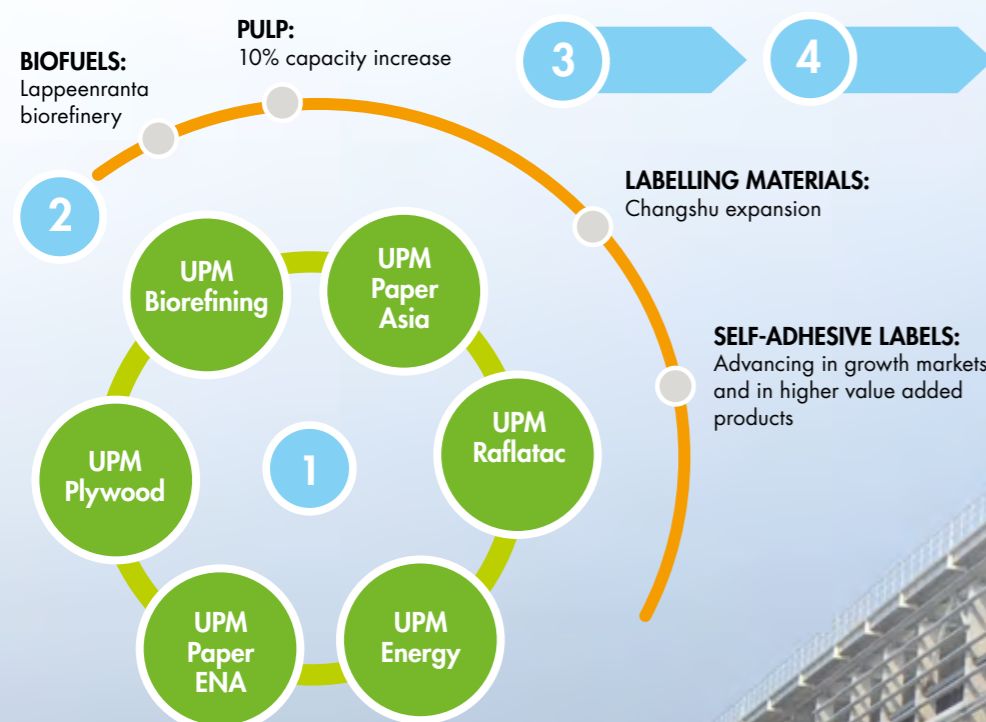 PULP:
10% capacity increase
BIOFUELS:
Lappeenranta
biorefinery
3
4
2
LABELLING MATERIALS:
Changshu expansion
SELF-ADHESIVE LABELS:
Advancing in growth markets
and in higher value added
products
UPM
Biorefining
UPM
Paper
Asia
UPM
Raflatac
1
UPM
Plywood
UPM
Paper
ENA
UPM
Energy